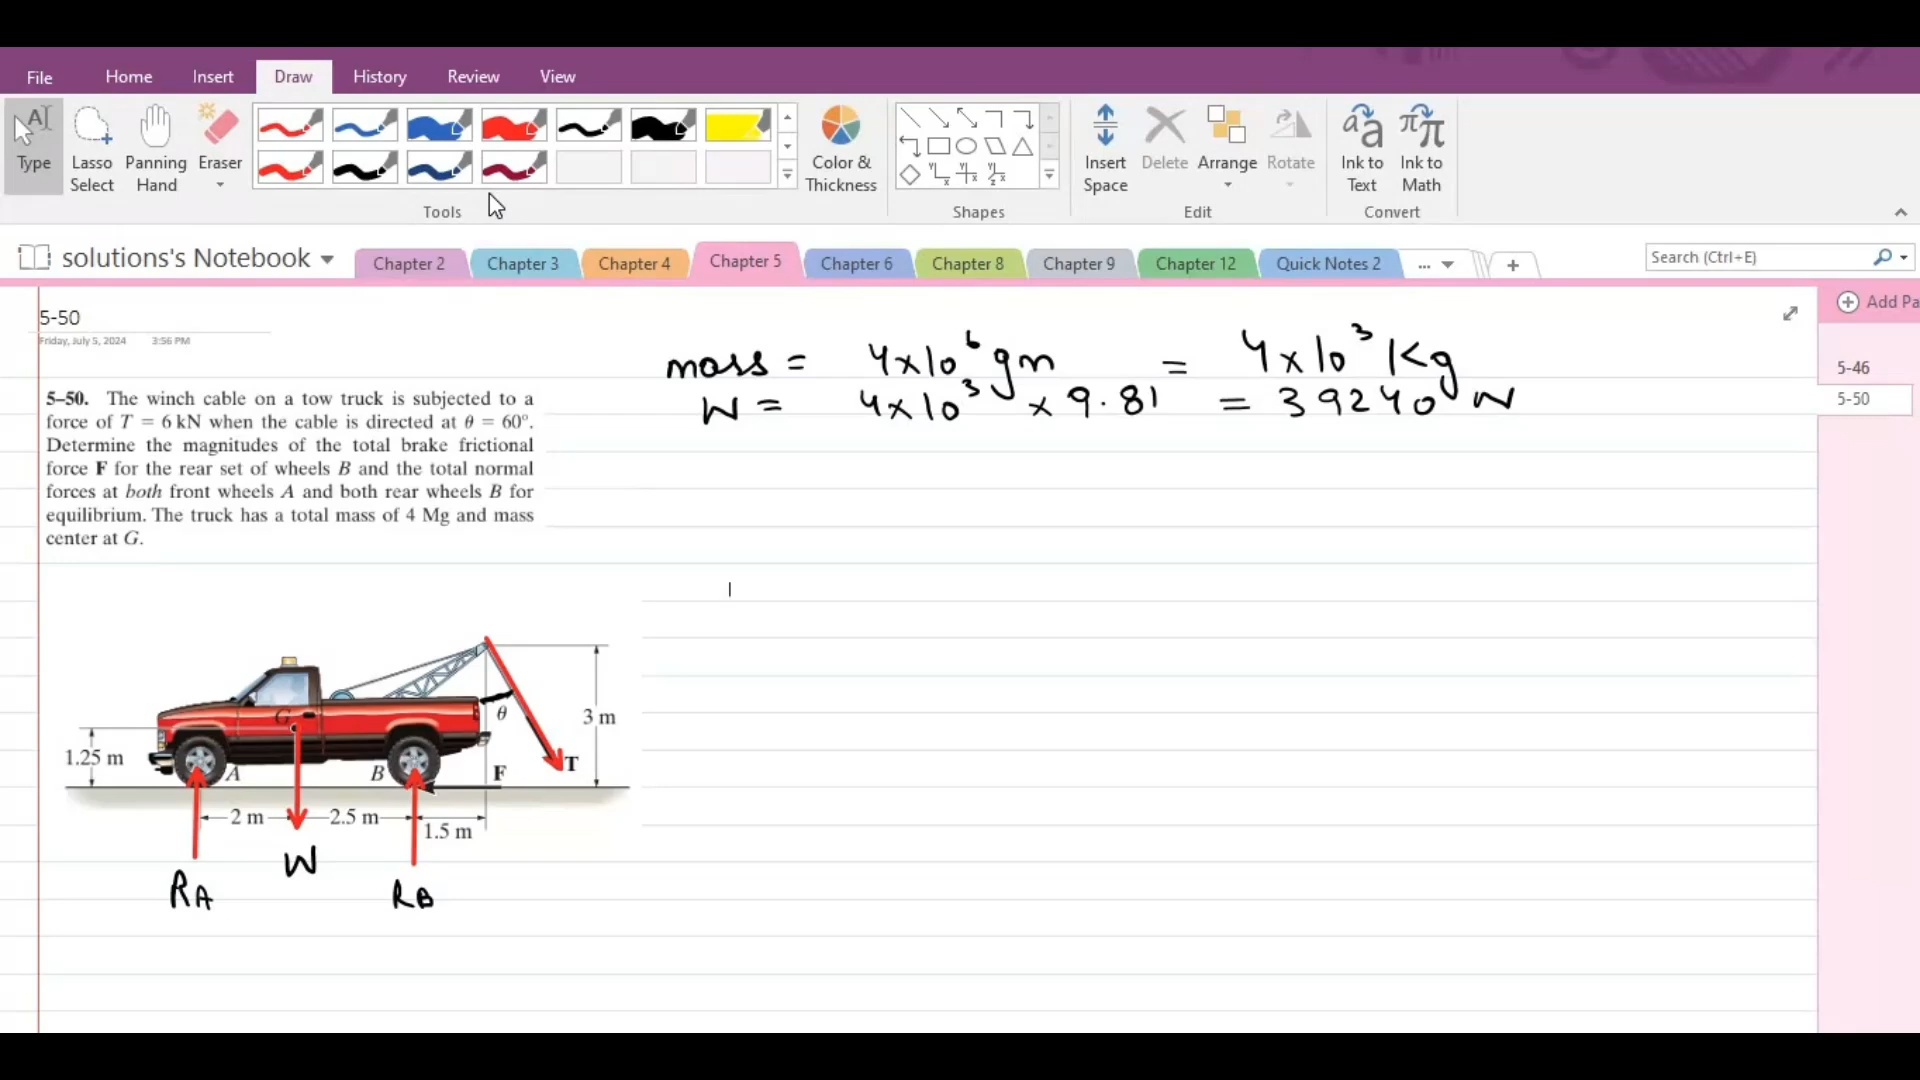 File Home Insert Draw History Review View
Type
Lasso Select
Panning Hand
Eraser
Color & Thickness
Insert Space
Delete
Arrange
Rotate
Ink to Text
Ink to Math
Tools
Shapes
Edit
Convert
solutions's Notebook
Chapter 2 Chapter 3 Chapter 4 Chapter 5 Chapter 6 Chapter 8 Chapter 9 Chapter 12 Quick Notes 2 ...
Search (Ctrl+E)
Add Pa
5-46
5-50
5-50
Friday, July 5, 2024 3:56 PM
mass = 4×10⁶ gm = 4×10³ Kg
W = 4×10³ × 9.81 = 39240 N
5–50. The winch cable on a tow truck is subjected to a
force of T = 6 kN when the cable is directed at θ = 60°.
Determine the magnitudes of the total brake frictional
force F for the rear set of wheels B and the total normal
forces at both front wheels A and both rear wheels B for
equilibrium. The truck has a total mass of 4 Mg and mass
center at G.
G
θ
3 m
1.25 m
A
B
F
T
2 m
2.5 m
1.5 m
RA
W
RB